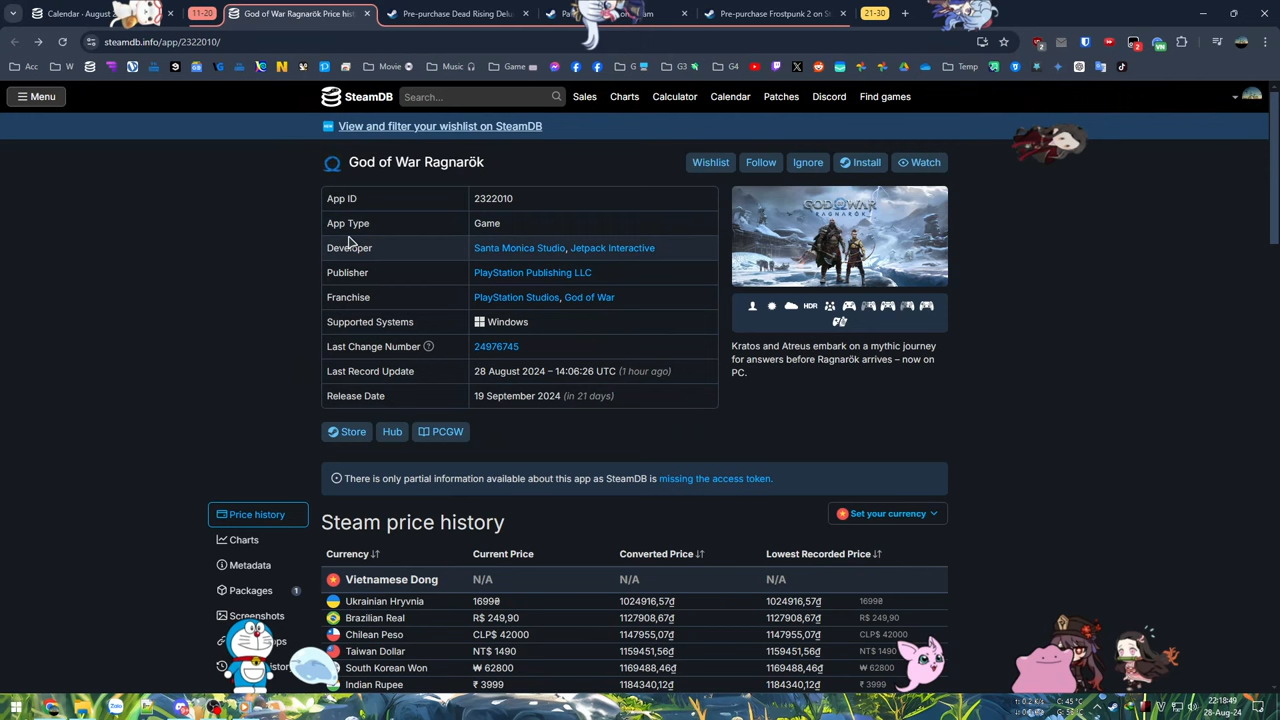 Calendar · August 2
11-20
God of War Ragnarök Price his
Pre-purchase Dead Rising Delu
Pre-purchase Frostpunk 2 o
21-30
steamdb.info/app/2322010/
Acc
W
Movie
Music
Game
G
G3
G4
Temp
Menu
SteamDB
Search...
Sales
Charts
Calculator
Calendar
Patches
Discord
Find games
View and filter your wishlist on SteamDB
God of War Ragnarök
Wishlist
Follow
Ignore
Install
Watch
App ID 2322010
App Type Game
Developer Santa Monica Studio, Jetpack Interactive
Publisher PlayStation Publishing LLC
Franchise PlayStation Studios, God of War
Supported Systems Windows
Last Change Number 24976745
Last Record Update 28 August 2024 – 14:06:26 UTC (1 hour ago)
Release Date 19 September 2024 (in 21 days)
GOD OF WAR
RAGNARÖK
HDR
Kratos and Atreus embark on a mythic journey
for answers before Ragnarök arrives – now on
PC.
Store
Hub
PCGW
There is only partial information available about this app as SteamDB is missing the access token.
Price history
Charts
Metadata
Packages 1
Screenshots
Steam price history
Set your currency
Currency Current Price Converted Price Lowest Recorded Price
Vietnamese Dong N/A N/A N/A
Ukrainian Hryvnia 1699₴ 1024916,57₫ 1024916,57₫ 1699₴
Brazilian Real R$ 249,90 1127908,67₫ 1127908,67₫ R$ 249,90
Chilean Peso CLP$ 42000 1147955,07₫ 1147955,07₫ CLP$ 42000
Taiwan Dollar NT$ 1490 1159451,56₫ 1159451,56₫ NT$ 1490
South Korean Won ₩ 62800 1169488,46₫ 1169488,46₫ ₩ 62800
Indian Rupee ₹ 3999 1184340,12₫ 1184340,12₫ ₹ 3999
Zalo
22:18:49
28-Aug-24